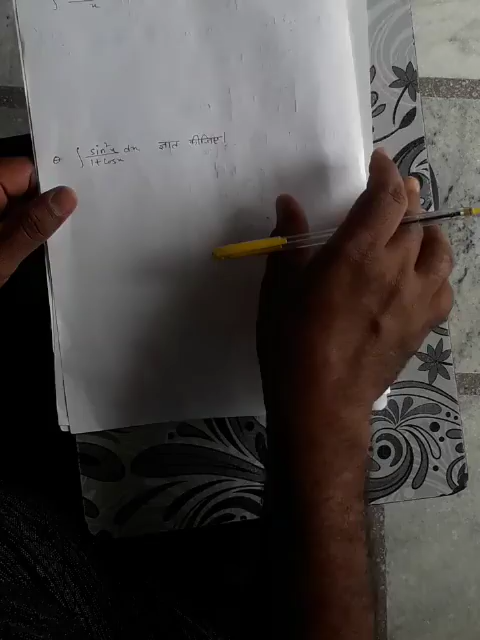 Q ∫ sin²x/1+cosx dx ज्ञात कीजिए।